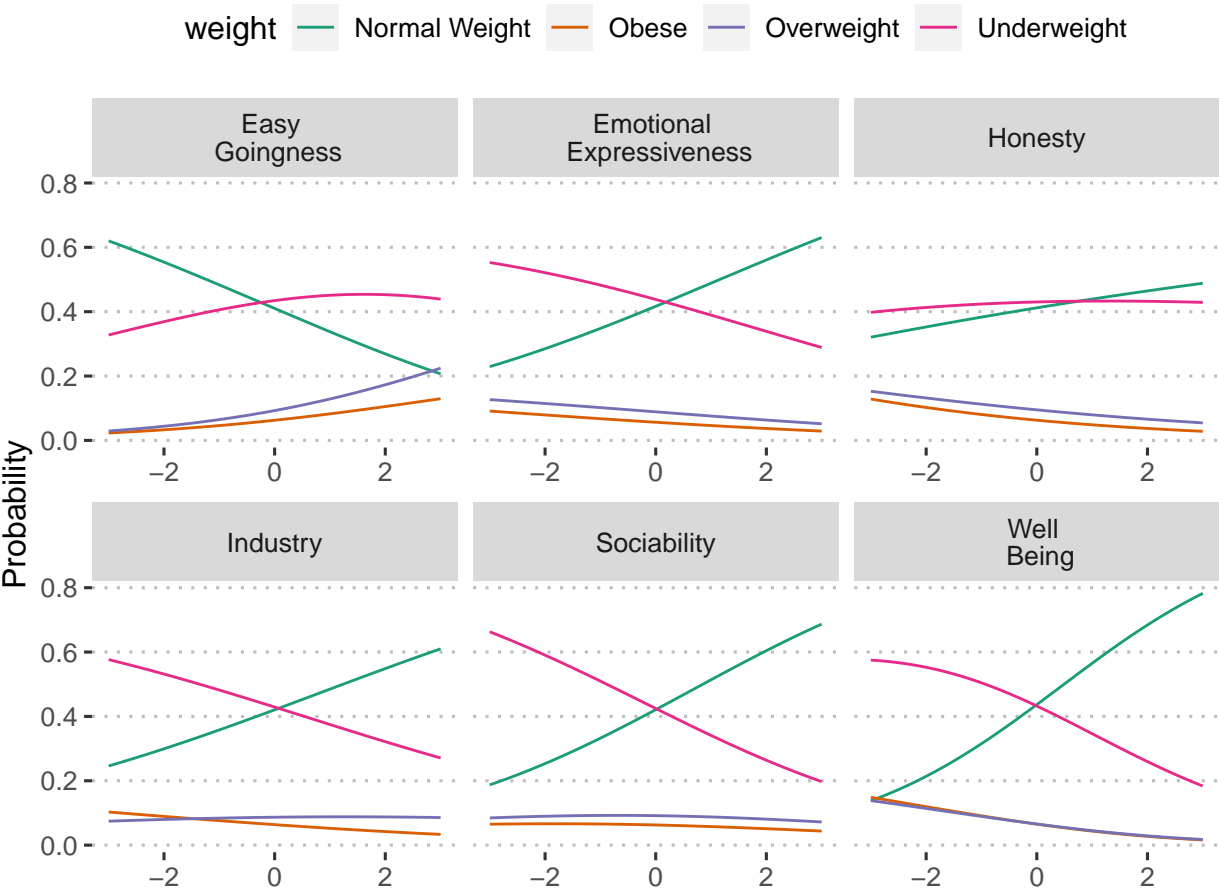 weight Normal Weight Obese Overweight Underweight
Easy
Goingness
Emotional
Expressiveness
Honesty
0.8
0.6
0.4
0.2
0.0
−2 0 2
−2 0 2
−2 0 2
Probability
Industry
Sociability
Well
Being
0.8
0.6
0.4
0.2
0.0
−2 0 2
−2 0 2
−2 0 2